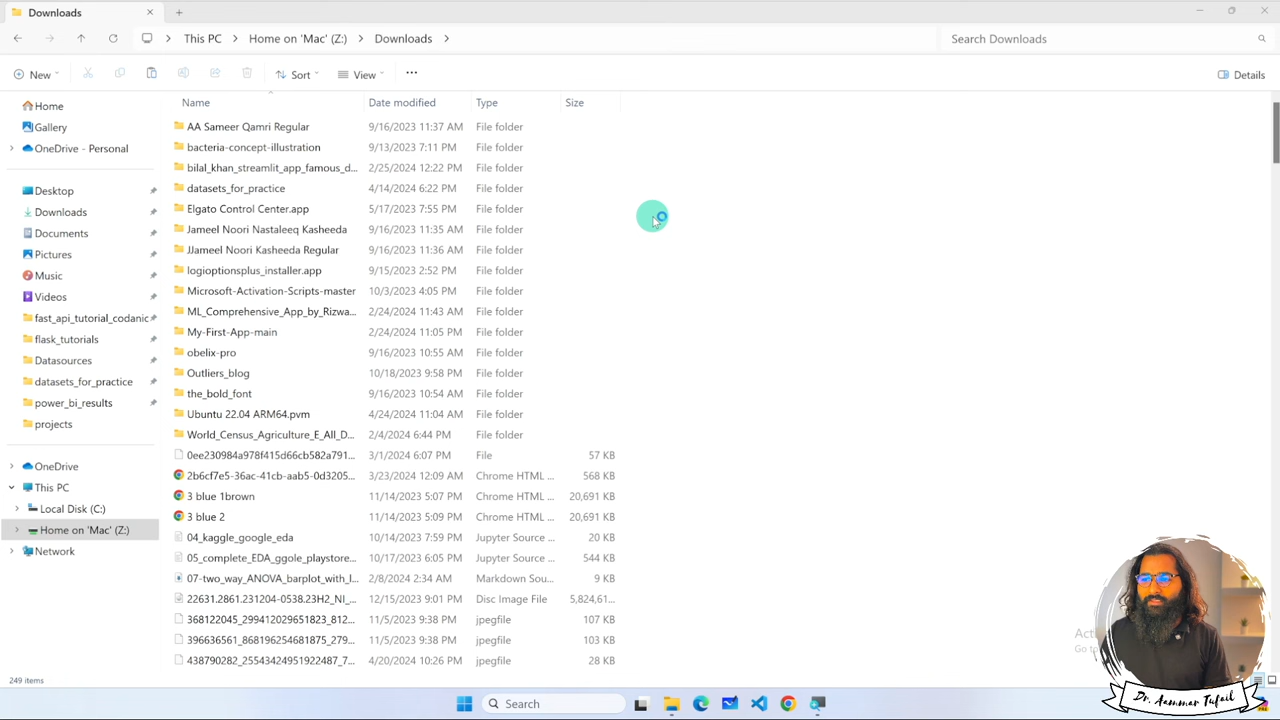 Downloads
This PC > Home on 'Mac' (Z:) > Downloads >
Search Downloads
New
Sort
View
Details
Name Date modified Type Size
Home
Gallery
OneDrive - Personal
Desktop
Downloads
Documents
Pictures
Music
Videos
fast_api_tutorial_codanic
flask_tutorials
Datasources
datasets_for_practice
power_bi_results
projects
OneDrive
This PC
Local Disk (C:)
Home on 'Mac' (Z:)
Network
AA Sameer Qamri Regular 9/16/2023 11:37 AM File folder
bacteria-concept-illustration 9/13/2023 7:11 PM File folder
bilal_khan_streamlit_app_famous_d... 2/25/2024 12:22 PM File folder
datasets_for_practice 4/14/2024 6:22 PM File folder
Elgato Control Center.app 5/17/2023 7:55 PM File folder
Jameel Noori Nastaleeq Kasheeda 9/16/2023 11:35 AM File folder
JJameel Noori Kasheeda Regular 9/16/2023 11:36 AM File folder
logioptionsplus_installer.app 9/15/2023 2:52 PM File folder
Microsoft-Activation-Scripts-master 10/3/2023 4:05 PM File folder
ML_Comprehensive_App_by_Rizwa... 2/24/2024 11:43 AM File folder
My-First-App-main 2/24/2024 11:05 PM File folder
obelix-pro 9/16/2023 10:55 AM File folder
Outliers_blog 10/18/2023 9:58 PM File folder
the_bold_font 9/16/2023 10:54 AM File folder
Ubuntu 22.04 ARM64.pvm 4/24/2024 11:04 AM File folder
World_Census_Agriculture_E_All_D... 2/4/2024 6:44 PM File folder
0ee230984a978f415d66cb582a791... 3/1/2024 6:07 PM File 57 KB
2b6cf7e5-36ac-41cb-aab5-0d3205... 3/23/2024 12:09 AM Chrome HTML ... 568 KB
3 blue 1brown 11/14/2023 5:07 PM Chrome HTML ... 20,691 KB
3 blue 2 11/14/2023 5:09 PM Chrome HTML ... 20,691 KB
04_kaggle_google_eda 10/14/2023 7:59 PM Jupyter Source ... 20 KB
05_complete_EDA_ggole_playstore... 10/17/2023 6:05 PM Jupyter Source ... 544 KB
07-two_way_ANOVA_barplot_with_l... 2/8/2024 2:34 AM Markdown Sou... 9 KB
22631.2861.231204-0538.23H2_NI_... 12/15/2023 9:01 PM Disc Image File 5,824,61...
368122045_299412029651823_812... 11/5/2023 9:38 PM jpegfile 107 KB
396636561_868196254681875_279... 11/5/2023 9:38 PM jpegfile 103 KB
438790282_25543424951922487_7... 4/20/2024 10:26 PM jpegfile 28 KB
249 items
Search
Dr. Aammar Tufail